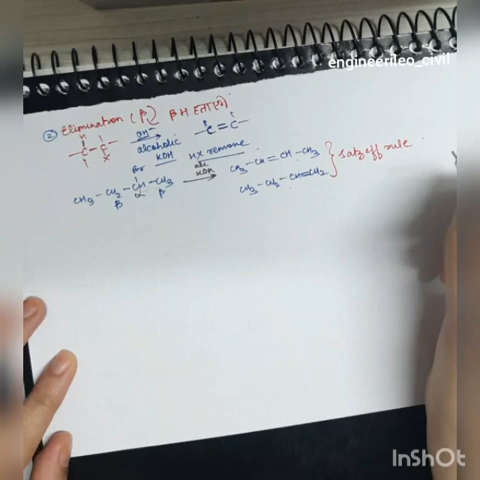 engineerileo_civil
② Elimination (β) β H हटाएंगे
H
-C-C- OH⁻ → -C=C-
X alcoholic KOH HX remove
Br
CH₃-CH₂-CH-CH₃ alc KOH → CH₃-CH=CH-CH₃ } Satzeff rule
β α β CH₃-CH₂-CH=CH₂
InShOt